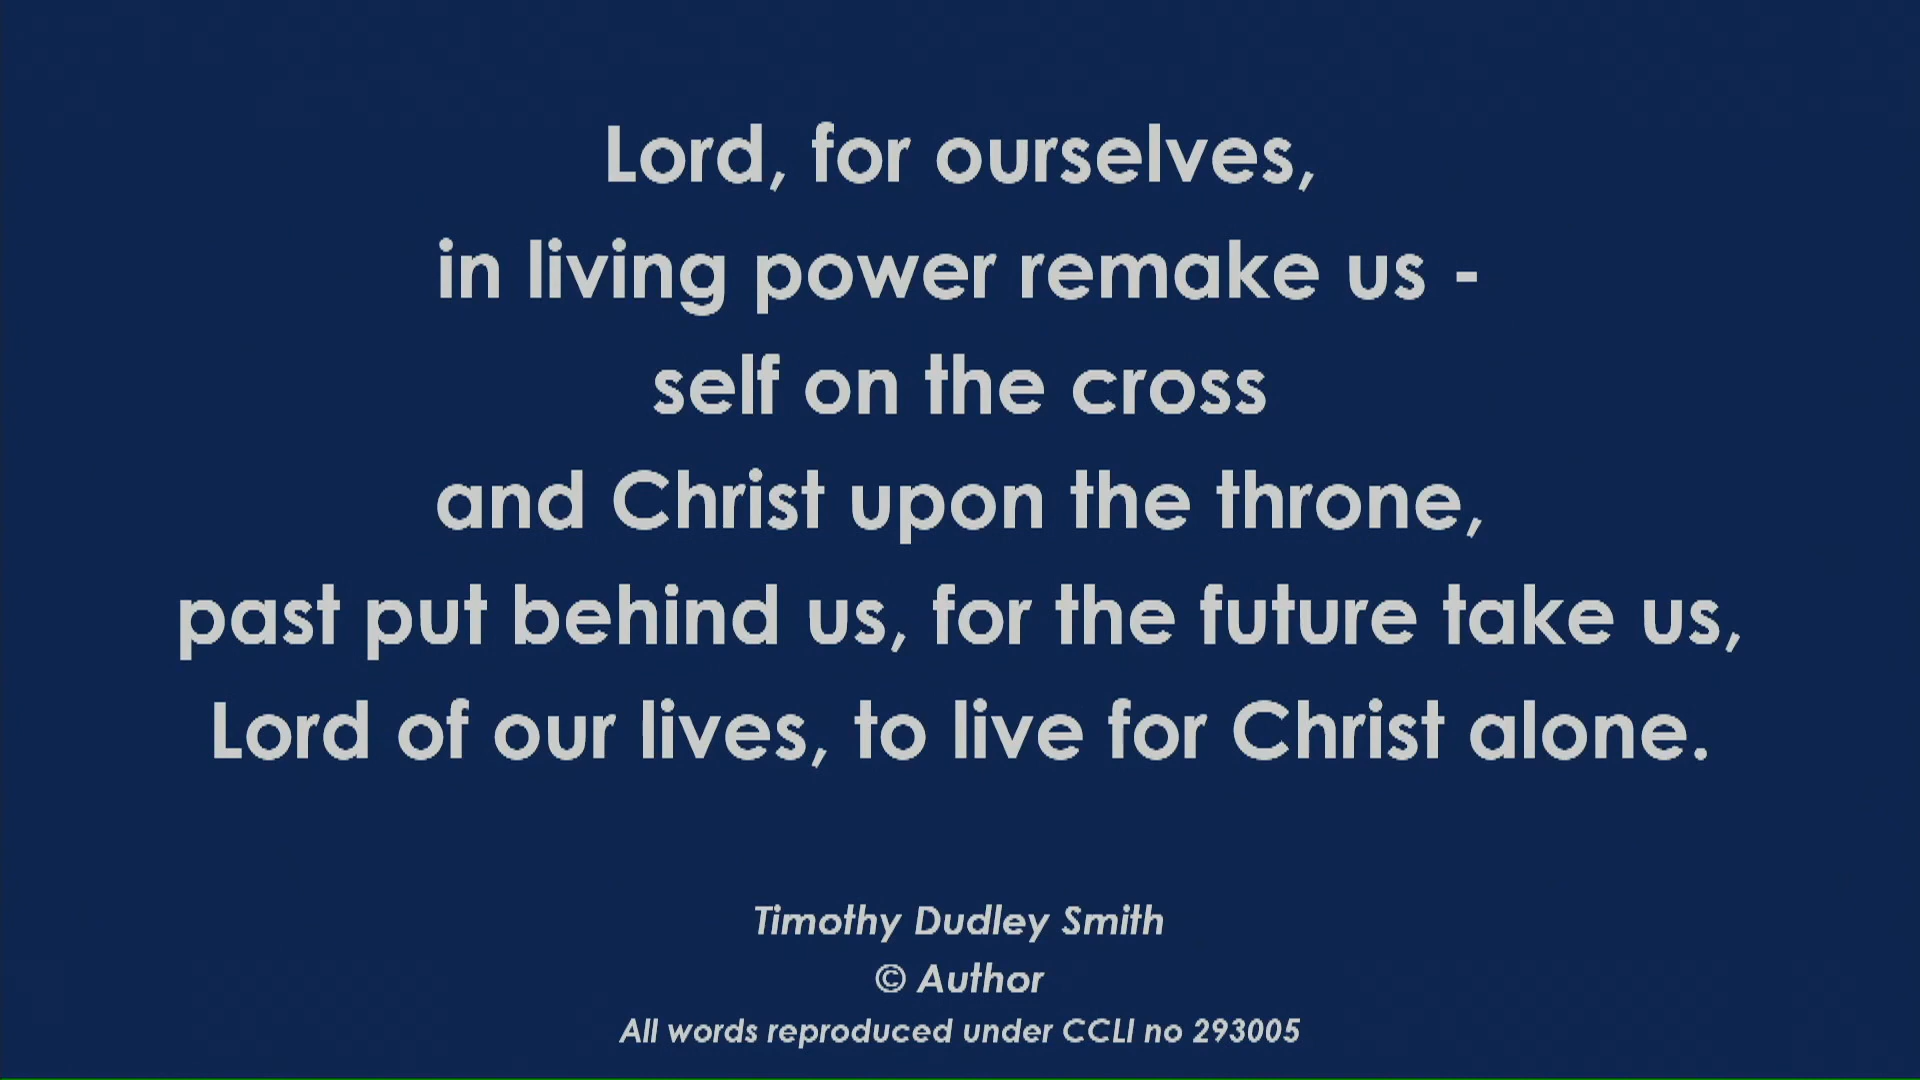 Lord, for ourselves,
in living power remake us -
self on the cross
and Christ upon the throne,
past put behind us, for the future take us,
Lord of our lives, to live for Christ alone.
Timothy Dudley Smith
© Author
All words reproduced under CCLI no 293005